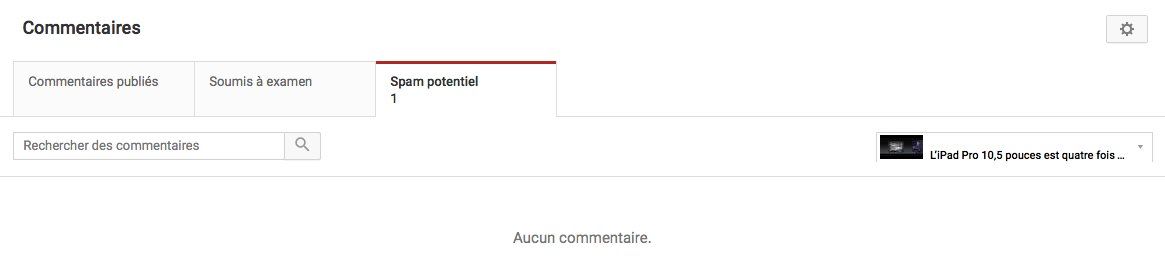 Commentaires
Commentaires publiés
Soumis à examen
Spam potentiel
1
Rechercher des commentaires
L'iPad Pro 10,5 pouces est quatre fois ...
Aucun commentaire.